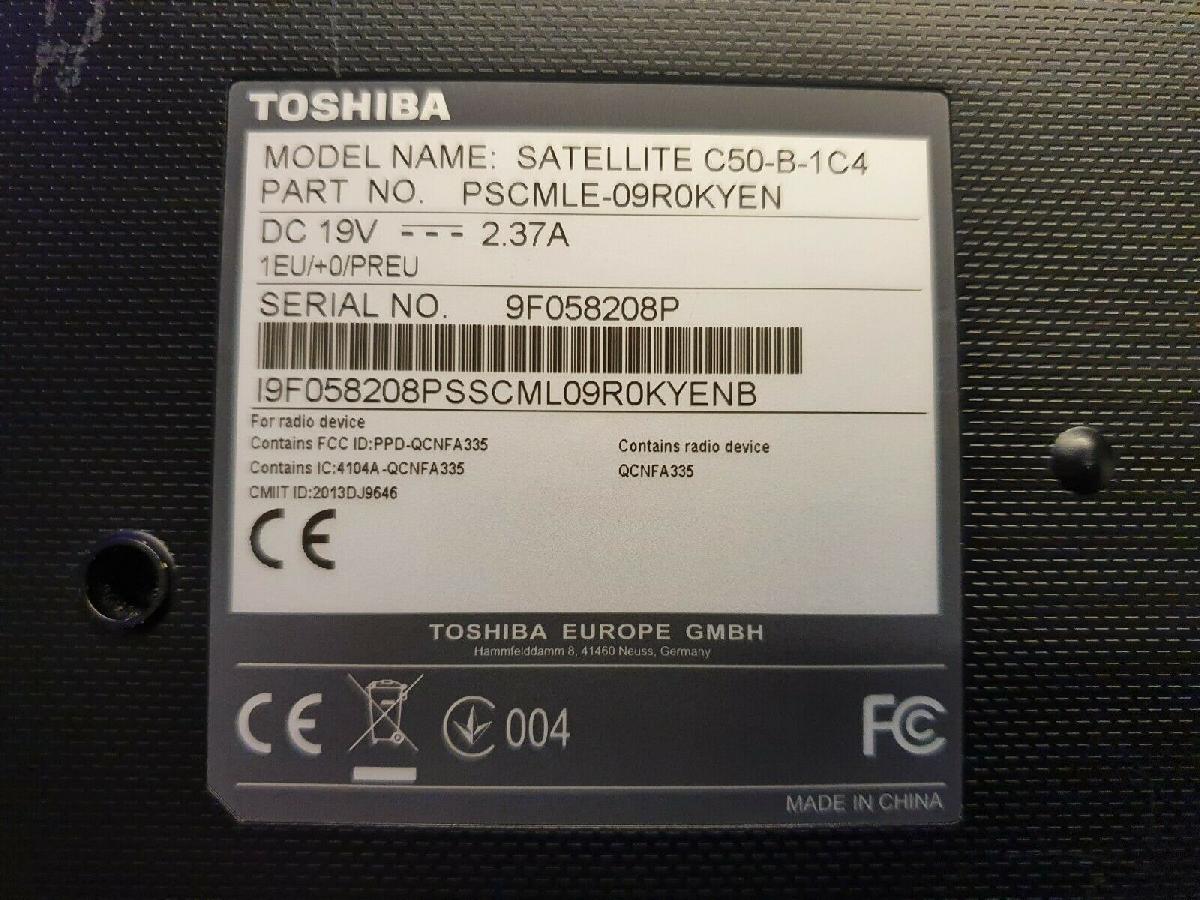 TOSHIBA
MODEL NAME: SATELLITE C50-B-1C4
PART NO. PSCMLE-09R0KYEN
DC 19V 2.37A
1EU/+0/PREU
SERIAL NO. 9F058208P
I9F058208PSSCML09R0KYENB
For radio device
Contains FCC ID:PPD-QCNFA335 Contains radio device
Contains IC:4104A-QCNFA335 QCNFA335
CMIIT ID:2013DJ9646
CE
TOSHIBA EUROPE GMBH
Hammfelddamm 8, 41460 Neuss, Germany
CE 004 FC
MADE IN CHINA